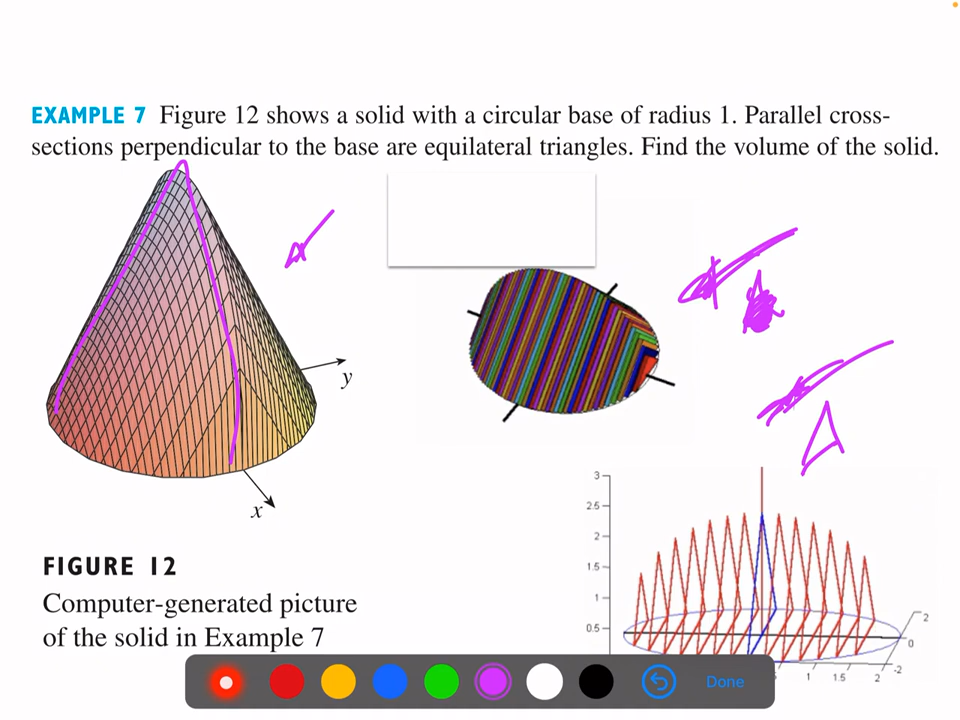 EXAMPLE 7 Figure 12 shows a solid with a circular base of radius 1. Parallel cross-
sections perpendicular to the base are equilateral triangles. Find the volume of the solid.
y
x
FIGURE 12
Computer-generated picture
of the solid in Example 7
3
2.5
2
1.5
1
0.5
2
0
-2
1 1.5 2
Done